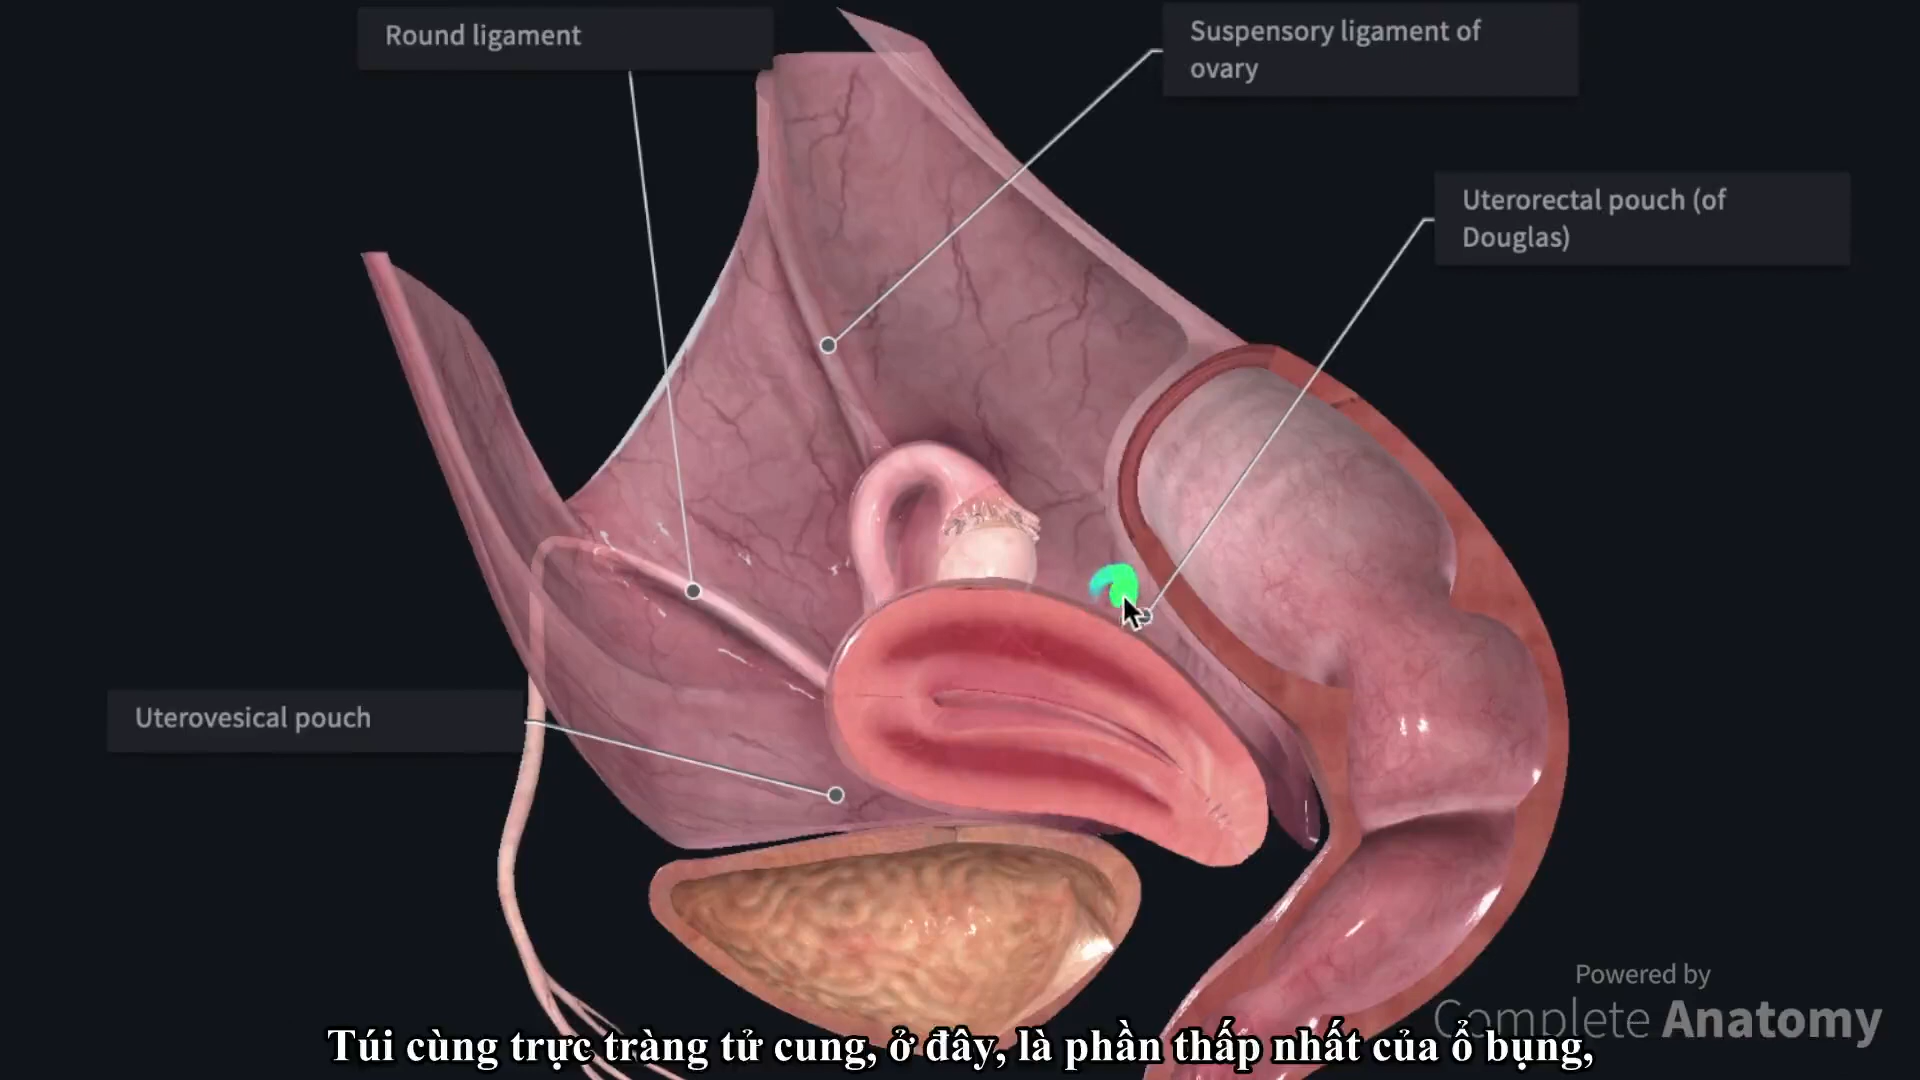 Round ligament
Suspensory ligament of
ovary
Uterorectal pouch (of
Douglas)
Uterovesical pouch
Powered by
Complete Anatomy
Túi cùng trực tràng tử cung, ở đây, là phần thấp nhất của ổ bụng,